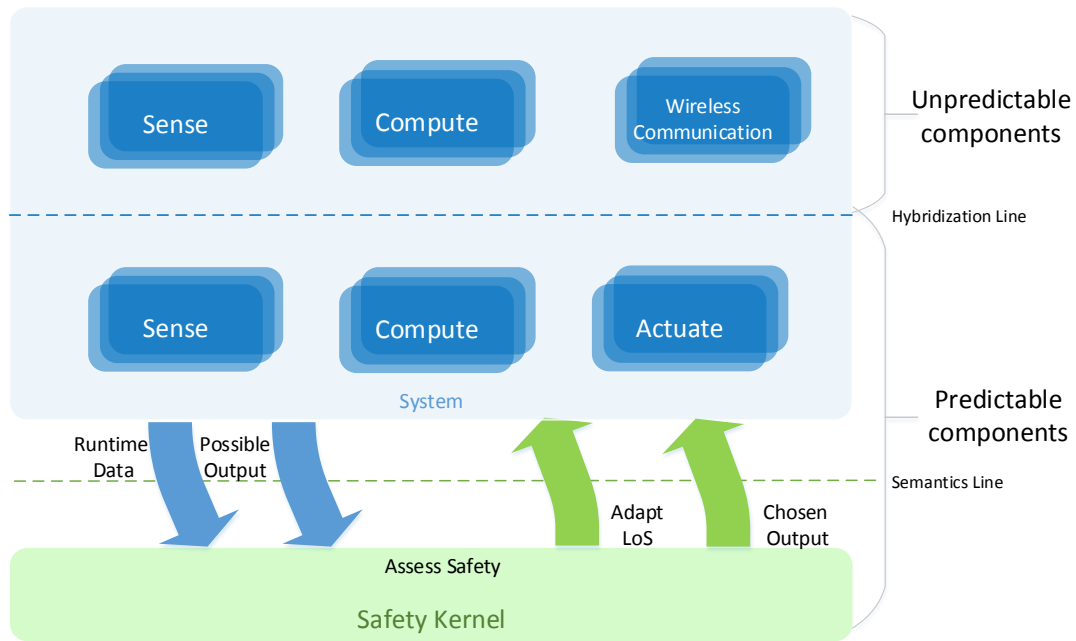 Sense
Compute
Wireless
Communication
Unpredictable
components
Hybridization Line
Sense
Compute
Actuate
System
Predictable
components
Runtime
Data
Possible
Output
Semantics Line
Adapt
LoS
Chosen
Output
Assess Safety
Safety Kernel